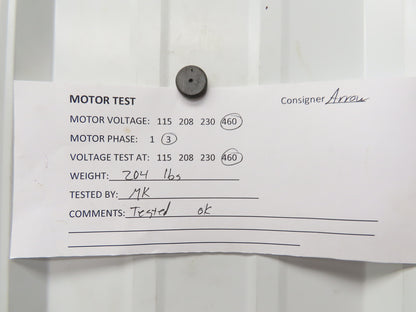 MOTOR TEST Consigner Arrow
MOTOR VOLTAGE: 115 208 230 460
MOTOR PHASE: 1 3
VOLTAGE TEST AT: 115 208 230 460
WEIGHT: 204 lbs
TESTED BY: MK
COMMENTS: Tested ok